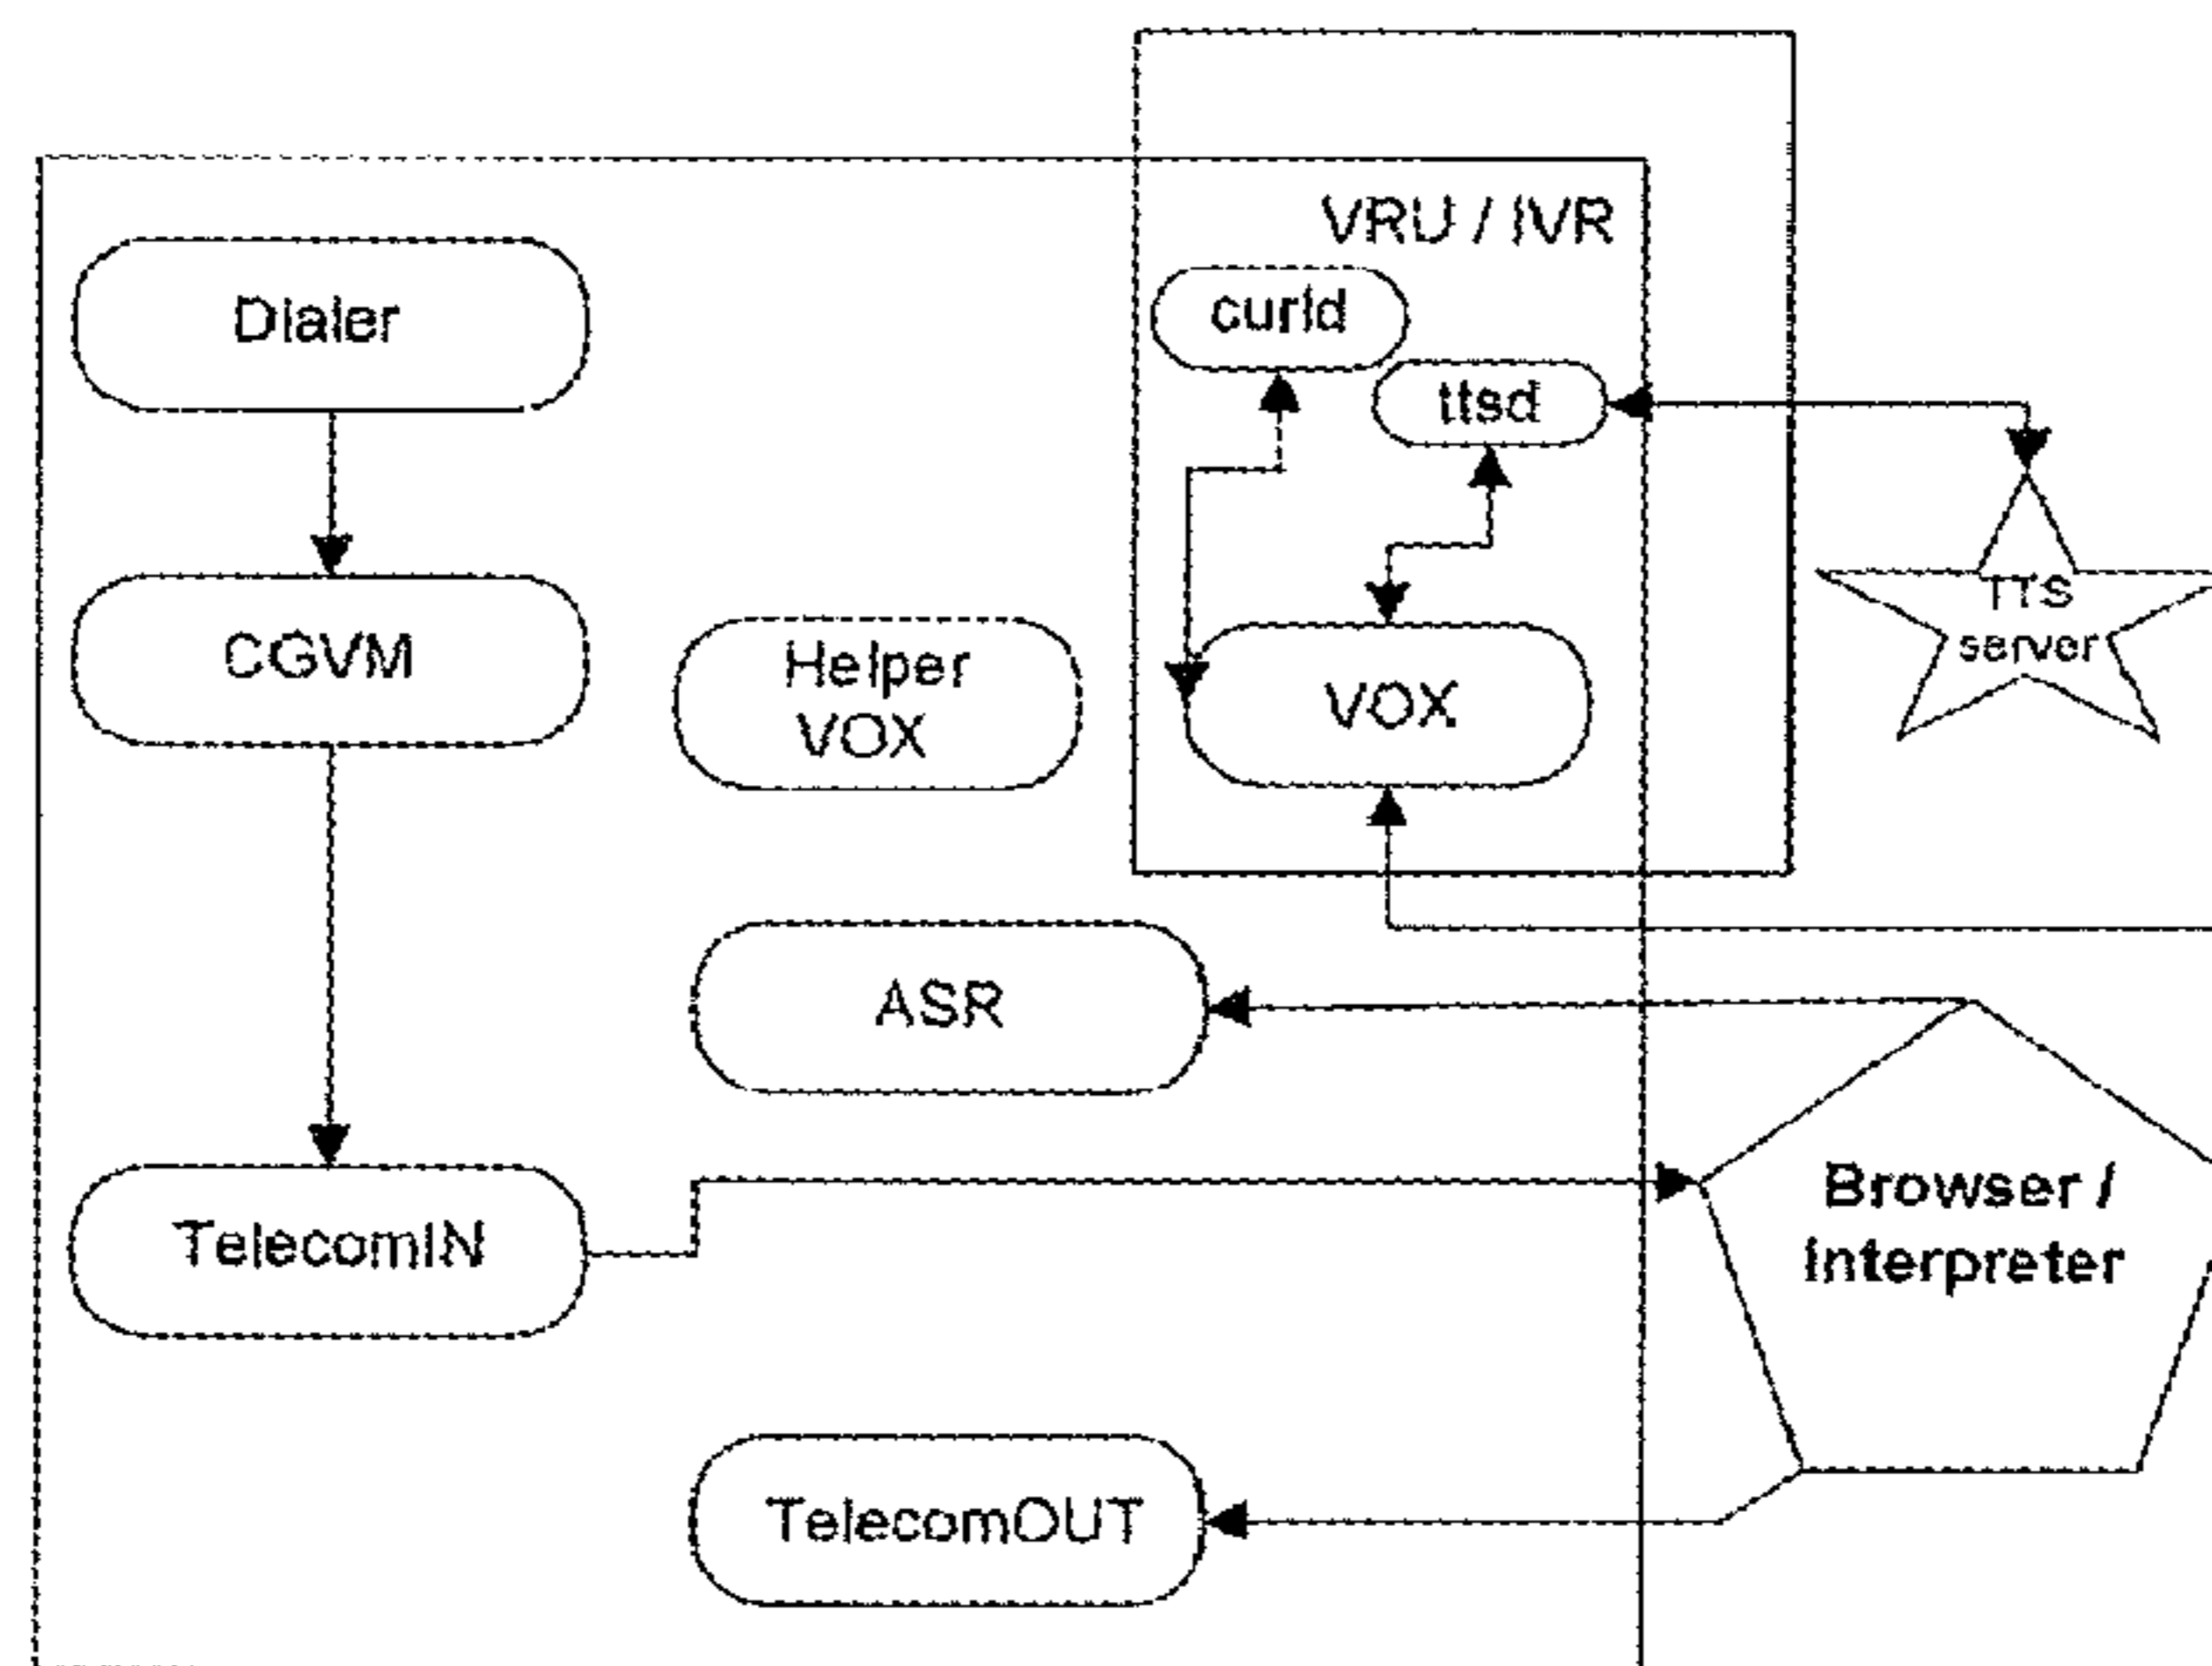 VRU / IVR
Dialer
curld
ttsd
TTS
server
CGVM
Helper
VOX
VOX
ASR
Browser /
Interpreter
TelecomIN
TelecomOUT